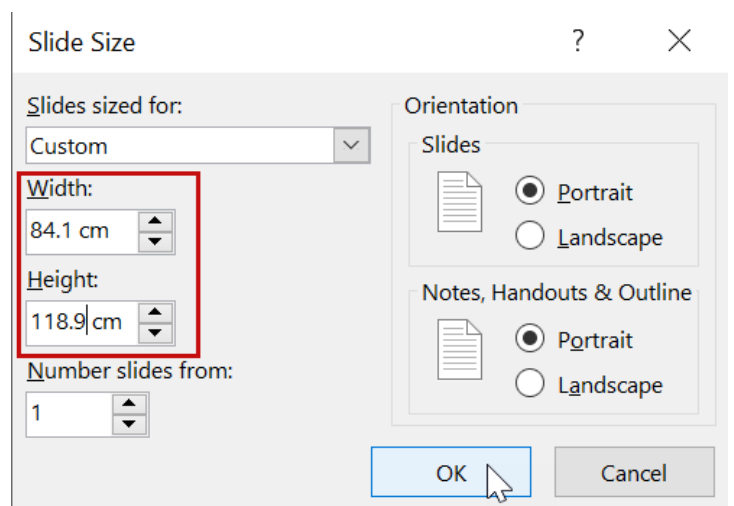 Slide Size ?
Slides sized for:
Custom
Width:
84.1 cm
Height:
118.9 cm
Number slides from:
1
Orientation
Slides
Portrait
Landscape
Notes, Handouts & Outline
Portrait
Landscape
OK
Cancel